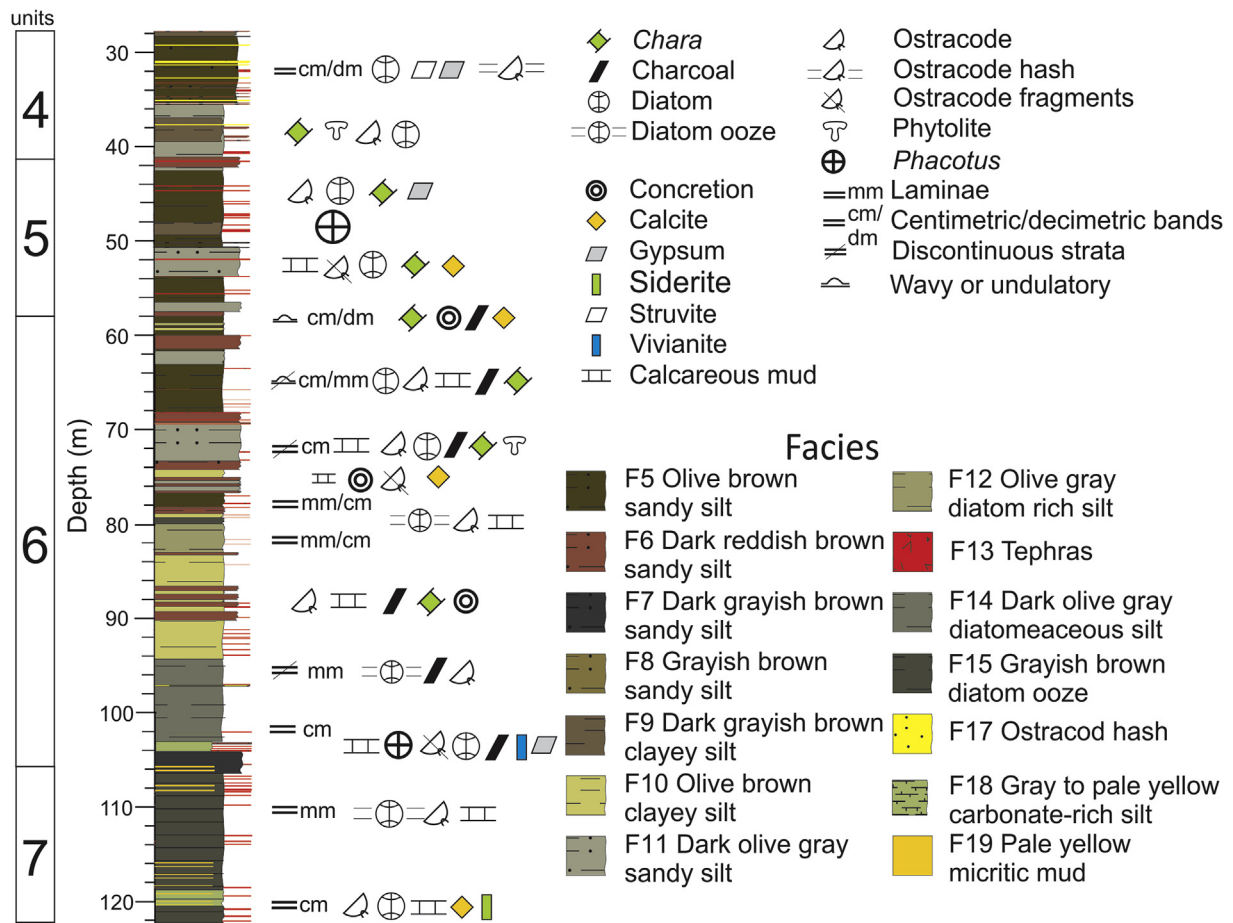 units
4
5
6
7
Depth (m)
30
40
50
60
70
80
90
100
110
120
cm/dm
cm/dm
cm/mm
cm
mm/cm
mm/cm
mm
cm
mm
cm
Chara
Charcoal
Diatom
Diatom ooze
Concretion
Calcite
Gypsum
Siderite
Struvite
Vivianite
Calcareous mud
Ostracode
Ostracode hash
Ostracode fragments
Phytolite
Phacotus
mm Laminae
cm/ Centimetric/decimetric bands
dm Discontinuous strata
Wavy or undulatory
Facies
F5 Olive brown
sandy silt
F6 Dark reddish brown
sandy silt
F7 Dark grayish brown
sandy silt
F8 Grayish brown
sandy silt
F9 Dark grayish brown
clayey silt
F10 Olive brown
clayey silt
F11 Dark olive gray
sandy silt
F12 Olive gray
diatom rich silt
F13 Tephras
F14 Dark olive gray
diatomeaceous silt
F15 Grayish brown
diatom ooze
F17 Ostracod hash
F18 Gray to pale yellow
carbonate-rich silt
F19 Pale yellow
micritic mud